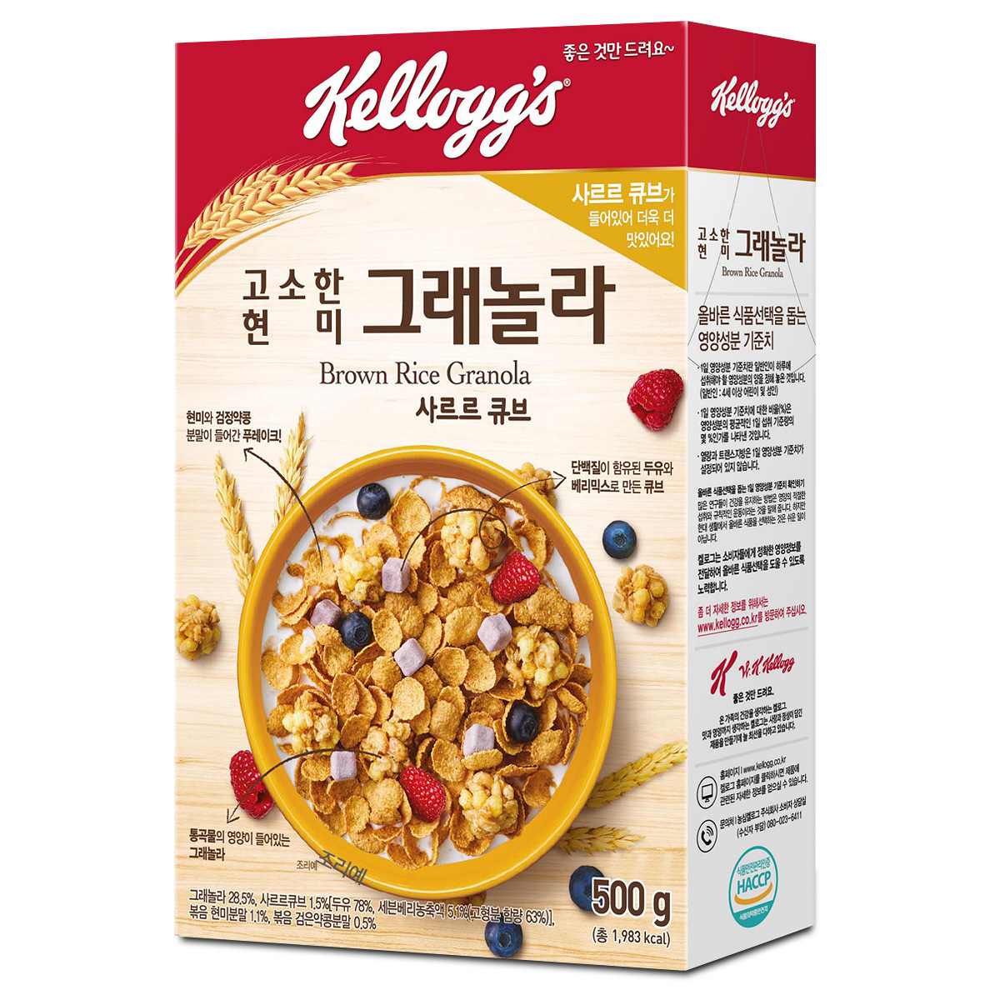 좋은 것만 드려요~
Kellogg's®
사르르 큐브가
들어있어 더욱 더
맛있어요!
고소한
현미 그래놀라
Brown Rice Granola
사르르 큐브
현미와 검정약콩
분말이 들어간 푸레이크!
단백질이 함유된 두유와
베리믹스로 만든 큐브
통곡물의 영양이 들어있는
그래놀라
조리예
조리예
그래놀라 28.5%, 사르르큐브 1.5%[두유 78%, 세븐베리농축액 5.1%(고형분 함량 63%)],
볶음 현미분말 1.1%, 볶음 검은약콩분말 0.5%
500 g
(총 1,983 kcal)
Kellogg's
고소한
현미 그래놀라
Brown Rice Granola
올바른 식품선택을 돕는
영양성분 기준치
· 1일 영양성분 기준치란 일반인이 하루에
섭취해야 할 영양성분의 양을 정해 놓은 것입니다.
(일반인 : 4세 이상 어린이 및 성인)
· 1일 영양성분 기준치에 대한 비율(%)은
영양성분의 평균적인 1일 섭취 기준량의
몇 %인가를 나타낸 것입니다.
· 열량과 트랜스지방은 1일 영양성분 기준치가
설정되어 있지 않습니다.
올바른 식품선택을 돕는 1일 영양성분 기준치 확인하기
많은 연구들이 건강을 유지하는 방법은 영양의 적절한
섭취와 규칙적인 운동이라는 것을 말해 줍니다. 하지만
현대 생활에서 올바른 식품을 선택하는 것은 쉬운 일이
아닙니다.
켈로그는 소비자들에게 정확한 영양정보를
전달하여 올바른 식품선택을 도울 수 있도록
노력합니다.
좀 더 자세한 정보를 위해서는
www.kellogg.co.kr를 방문하여 주십시오.
K W.K. Kellogg
좋은 것만 드려요.
온 가족의 건강을 생각하는 켈로그
맛과 영양까지 생각하는 켈로그는 사랑과 정성이 담긴
제품을 만들기에 늘 최선을 다하고 있습니다.
홈페이지 | www.kellogg.co.kr
켈로그 홈페이지를 클릭하시면 제품에
관련된 자세한 정보를 얻으실 수 있습니다.
문의처 | 농심켈로그 주식회사 소비자 상담실
(수신자 부담) 080-023-6411
식품안전관리인증
HACCP
식품의약품안전처